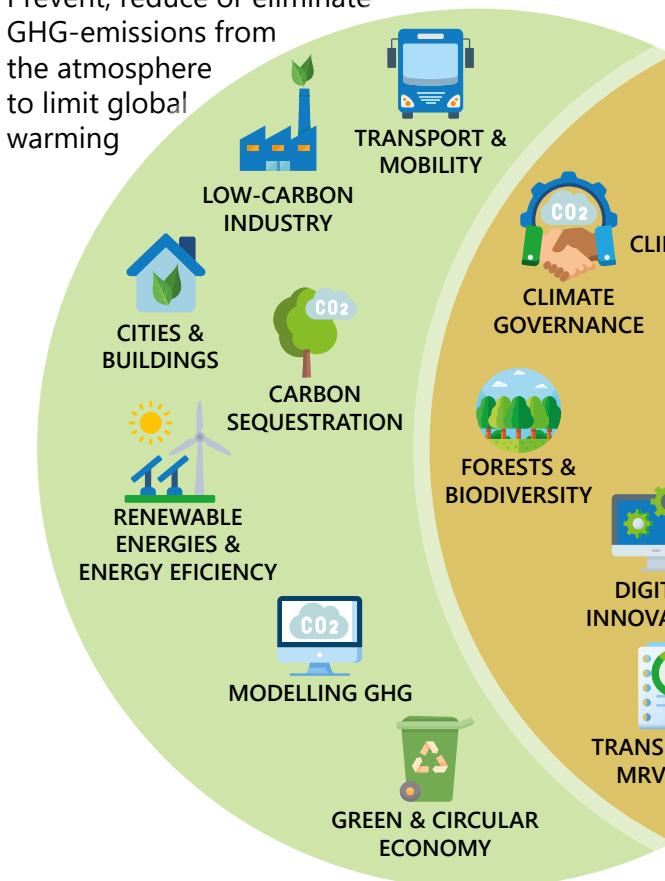 GHG-emissions from
the atmosphere
to limit global
warming
TRANSPORT &
MOBILITY
LOW-CARBON
INDUSTRY
CO2
CLIMATE
GOVERNANCE
CITIES &
BUILDINGS
CO2
CARBON
SEQUESTRATION
FORESTS &
BIODIVERSITY
RENEWABLE
ENERGIES &
ENERGY EFICIENCY
CO2
MODELLING GHG
GREEN & CIRCULAR
ECONOMY